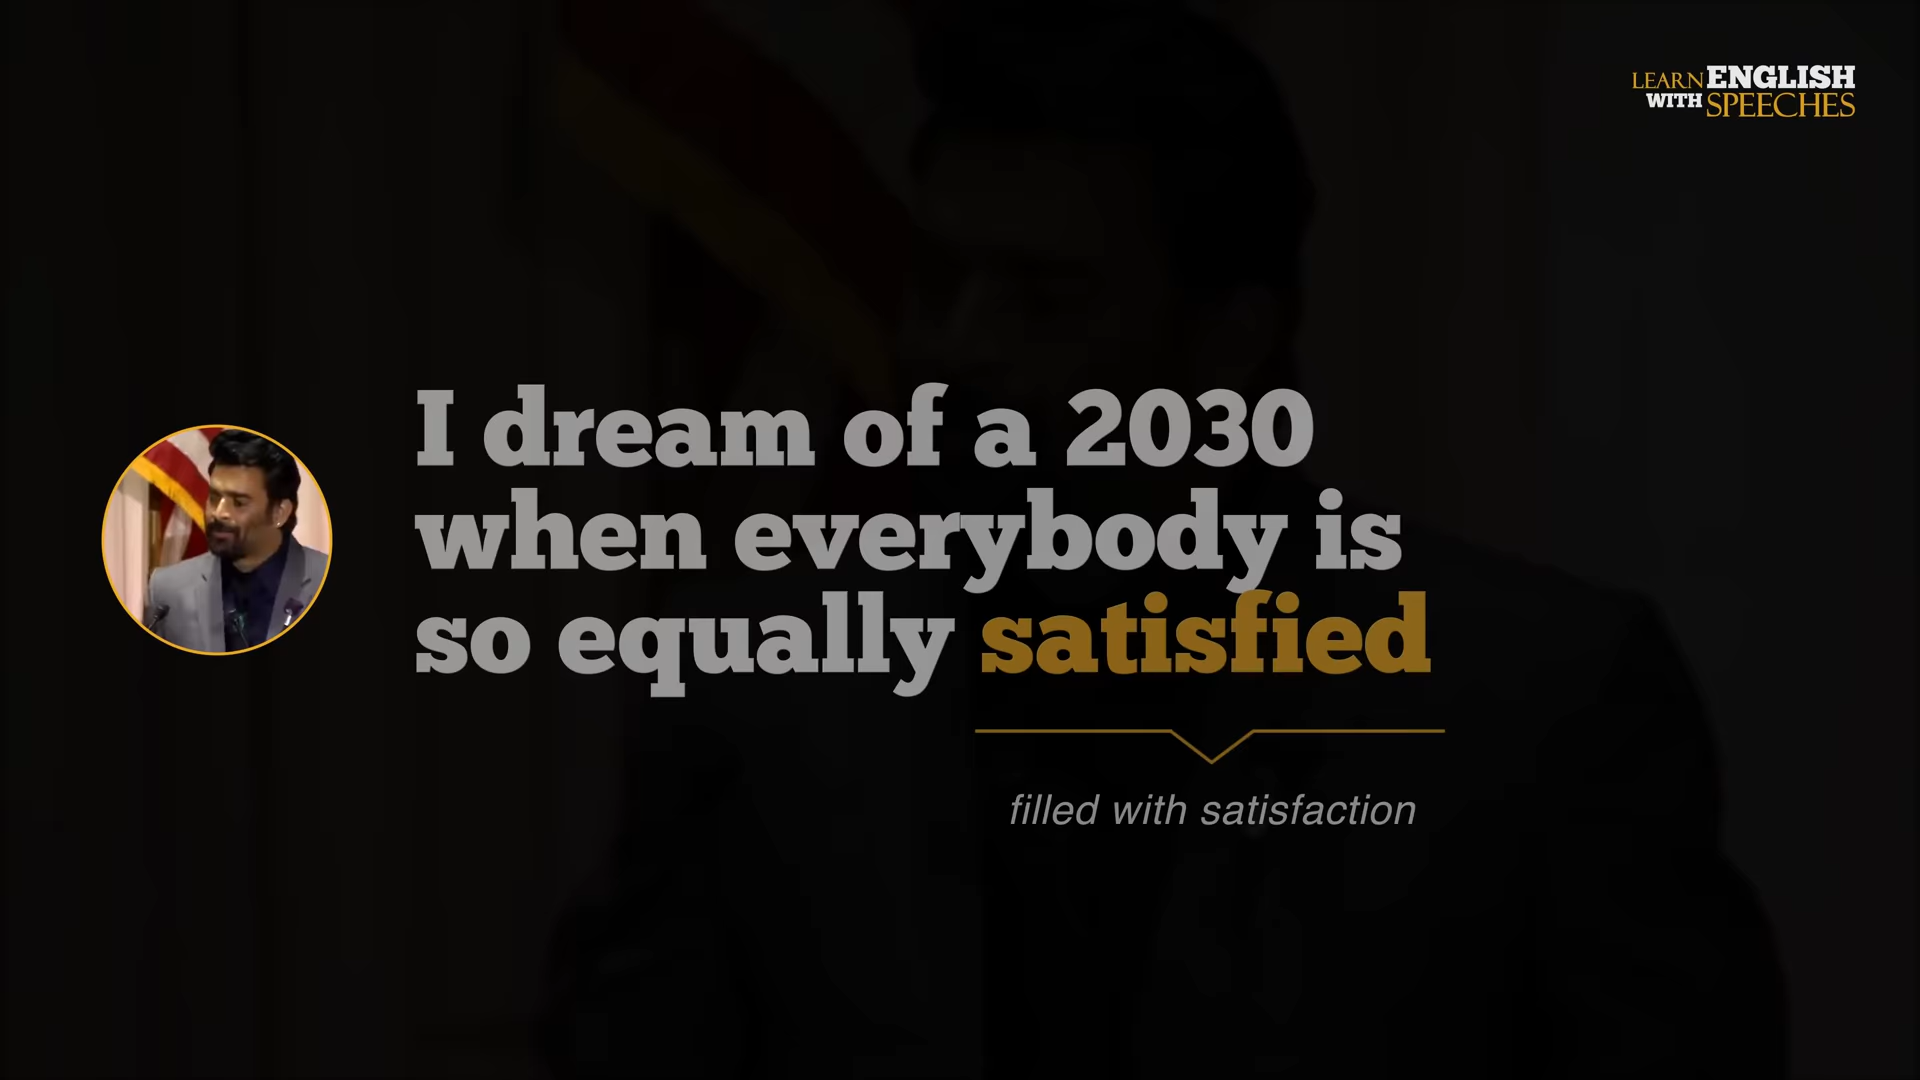 LEARN ENGLISH
WITH SPEECHES
I dream of a 2030
when everybody is
so equally satisfied
filled with satisfaction